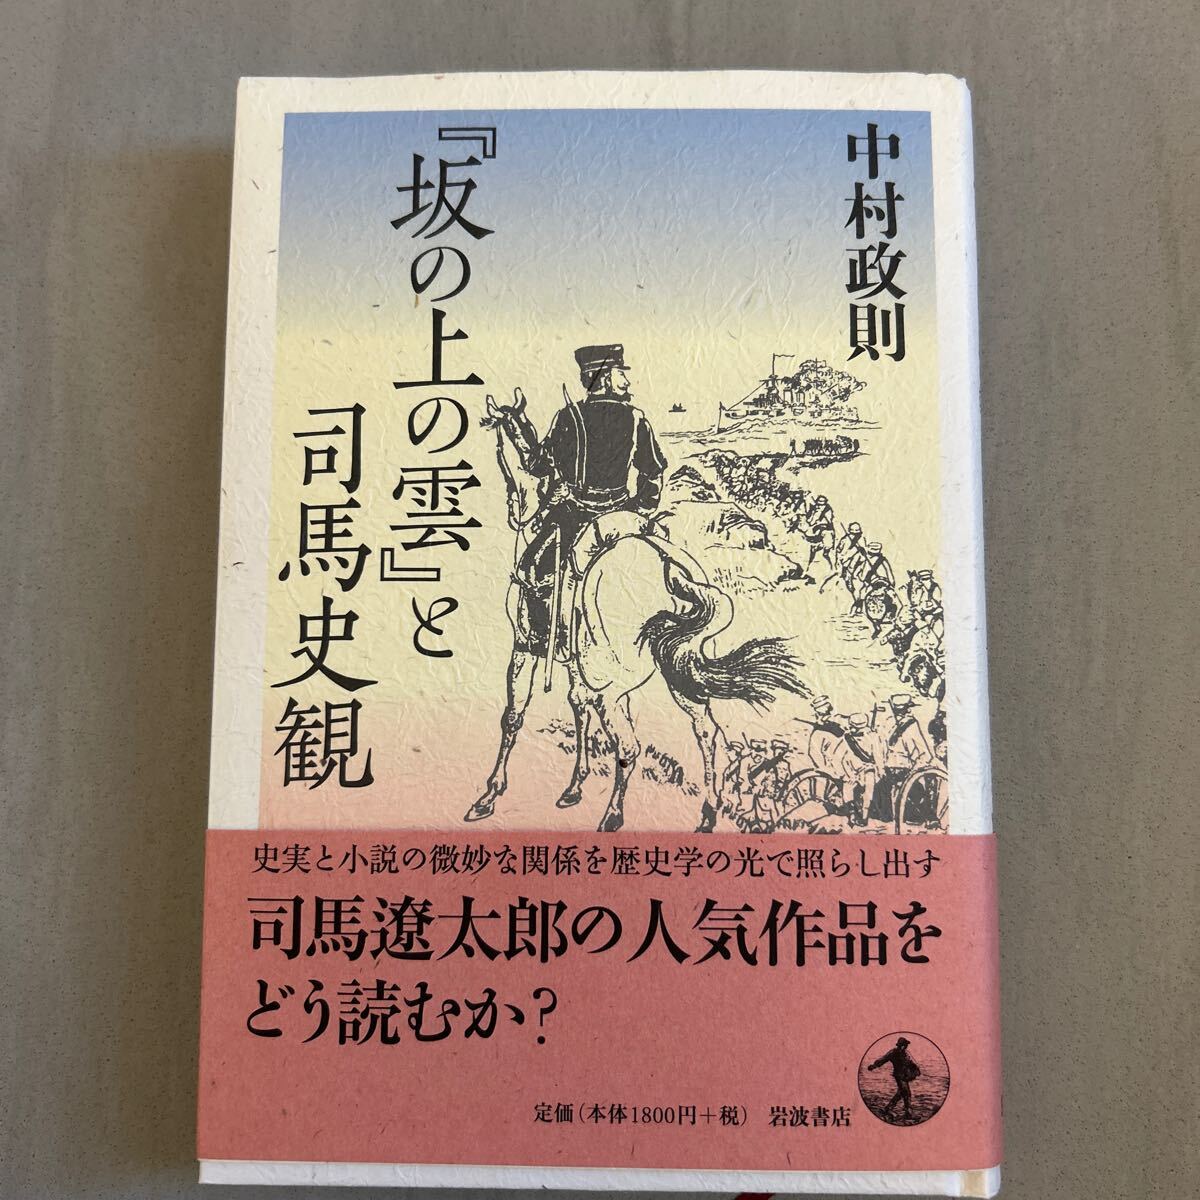 中村政則
『坂の上の雲』と
司馬史観
史実と小説の微妙な関係を歴史学の光で照らし出す
司馬遼太郎の人気作品を
どう読むか?
定価(本体1800円+税) 岩波書店